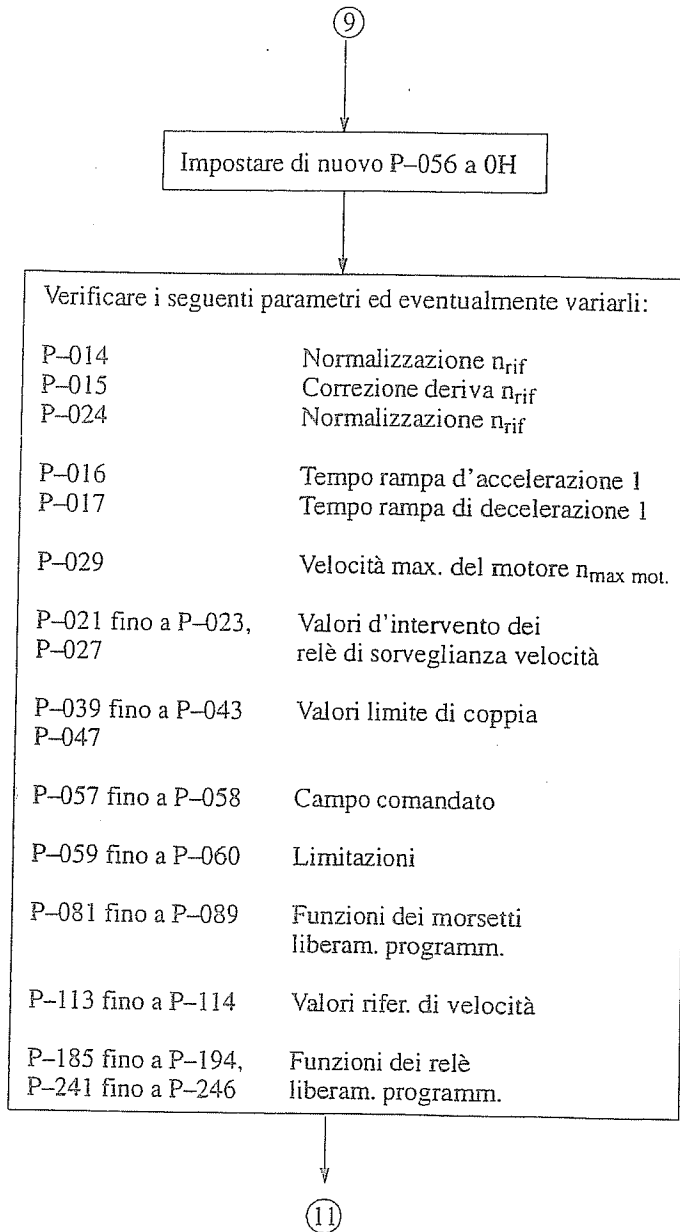 9
Impostare di nuovo P–056 a 0H
Verificare i seguenti parametri ed eventualmente variarli:
P–014 Normalizzazione n_rif
P–015 Correzione deriva n_rif
P–024 Normalizzazione n_rif
P–016 Tempo rampa d'accelerazione 1
P–017 Tempo rampa di decelerazione 1
P–029 Velocità max. del motore n_max mot.
P–021 fino a P–023, Valori d'intervento dei
P–027 relè di sorveglianza velocità
P–039 fino a P–043 Valori limite di coppia
P–047
P–057 fino a P–058 Campo comandato
P–059 fino a P–060 Limitazioni
P–081 fino a P–089 Funzioni dei morsetti
liberam. programm.
P–113 fino a P–114 Valori rifer. di velocità
P–185 fino a P–194, Funzioni dei relè
P–241 fino a P–246 liberam. programm.
11